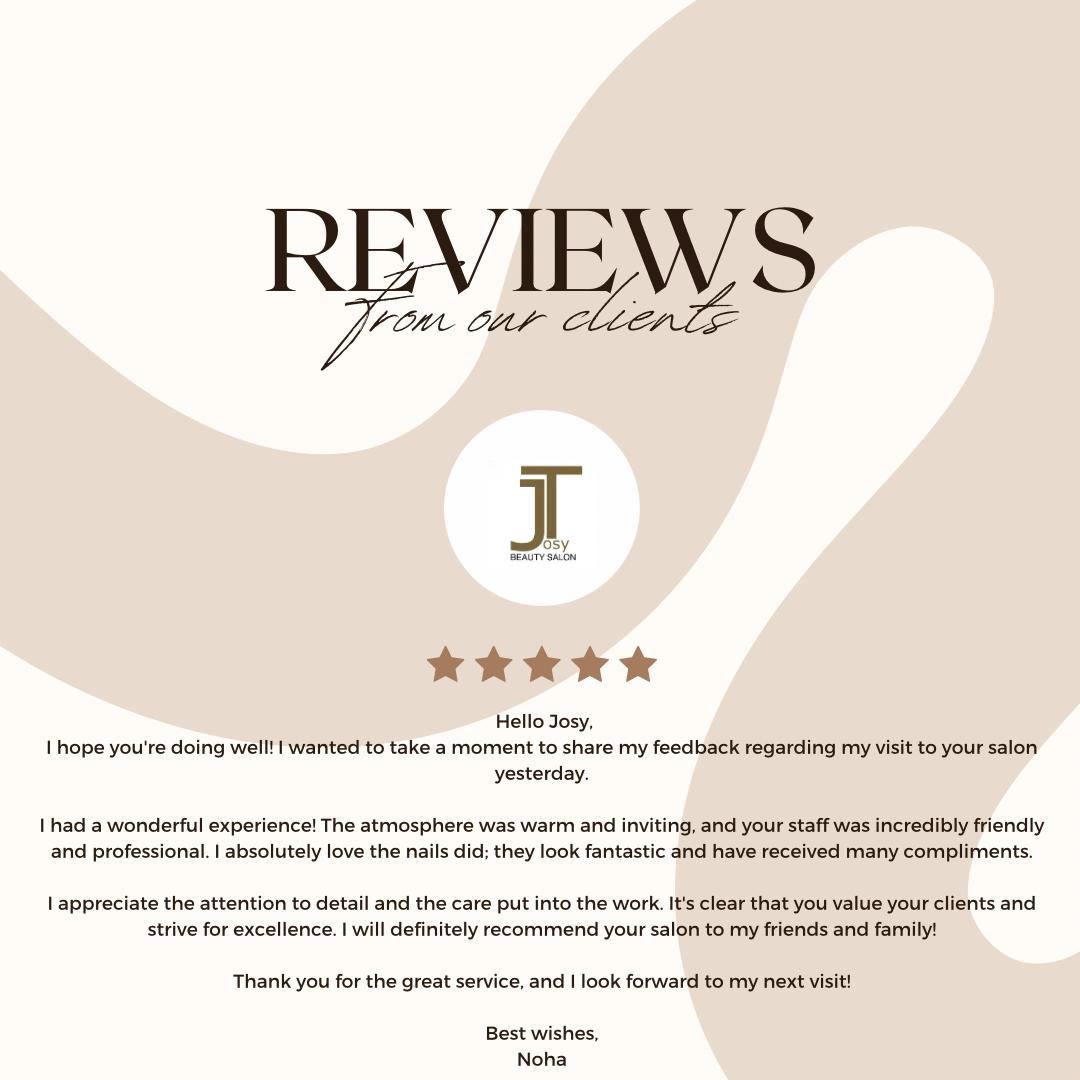 REVIEWS
From our clients
JT
osy
BEAUTY SALON
Hello Josy,
I hope you're doing well! I wanted to take a moment to share my feedback regarding my visit to your salon
yesterday.
I had a wonderful experience! The atmosphere was warm and inviting, and your staff was incredibly friendly
and professional. I absolutely love the nails did; they look fantastic and have received many compliments.
I appreciate the attention to detail and the care put into the work. It's clear that you value your clients and
strive for excellence. I will definitely recommend your salon to my friends and family!
Thank you for the great service, and I look forward to my next visit!
Best wishes,
Noha